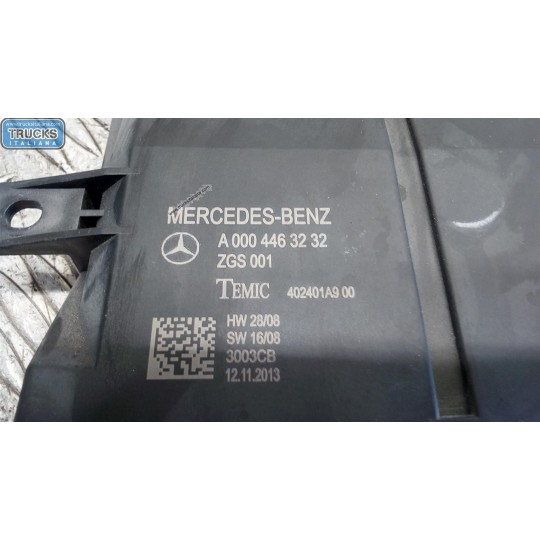 TRUCKS
ITALIANA
MERCEDES-BENZ
A 000 446 32 32
ZGS 001
TEMIC 402401A9 00
HW 28/08
SW 16/08
3003CB
12.11.2013